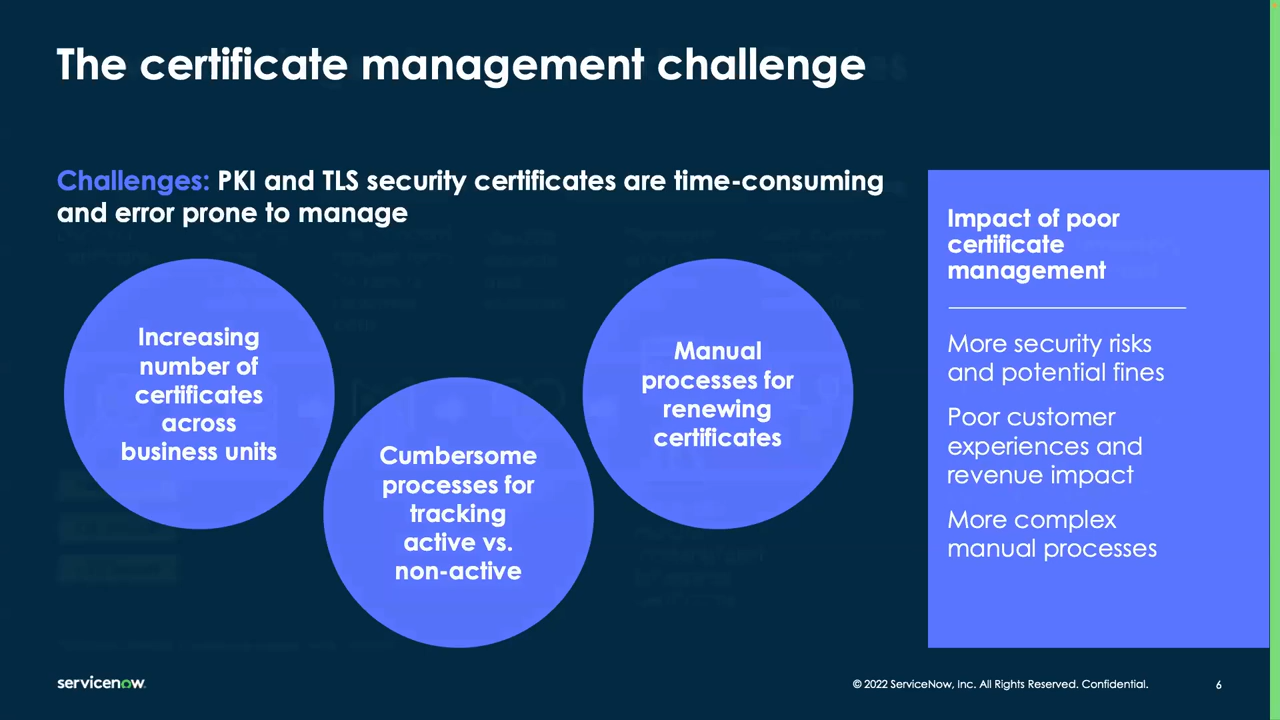 The certificate management challenge
Challenges: PKI and TLS security certificates are time-consuming
and error prone to manage
Increasing
number of
certificates
across
business units
Cumbersome
processes for
tracking
active vs.
non-active
Manual
processes for
renewing
certificates
Impact of poor
certificate
management
More security risks
and potential fines
Poor customer
experiences and
revenue impact
More complex
manual processes
servicenow.
© 2022 ServiceNow, Inc. All Rights Reserved. Confidential.
6